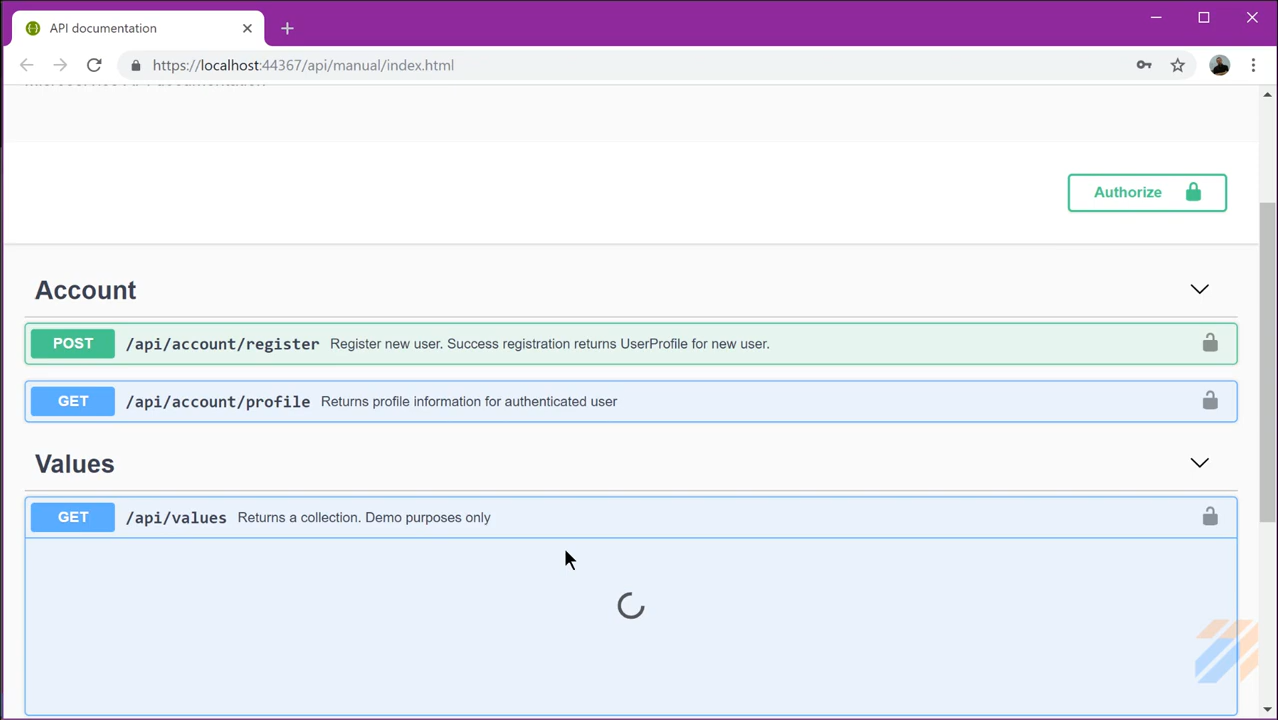 API documentation
https://localhost:44367/api/manual/index.html
Authorize
Account
POST /api/account/register Register new user. Success registration returns UserProfile for new user.
GET /api/account/profile Returns profile information for authenticated user
Values
GET /api/values Returns a collection. Demo purposes only